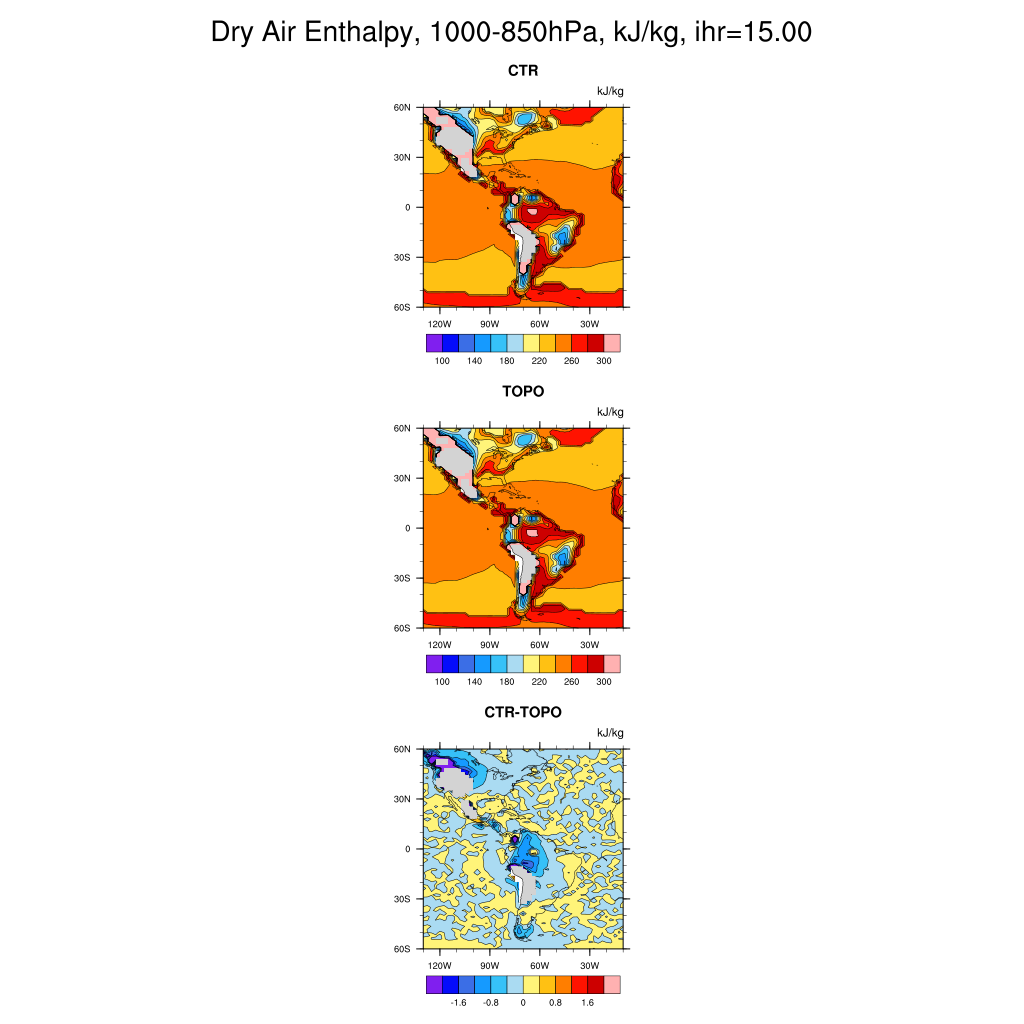 Dry Air Enthalpy, 1000-850hPa, kJ/kg, ihr=15.00
CTR
kJ/kg
60N
30N
0
30S
60S
120W 90W 60W 30W
100 140 180 220 260 300
TOPO
kJ/kg
60N
30N
0
30S
60S
120W 90W 60W 30W
100 140 180 220 260 300
CTR-TOPO
kJ/kg
60N
30N
0
30S
60S
120W 90W 60W 30W
-1.6 -0.8 0 0.8 1.6